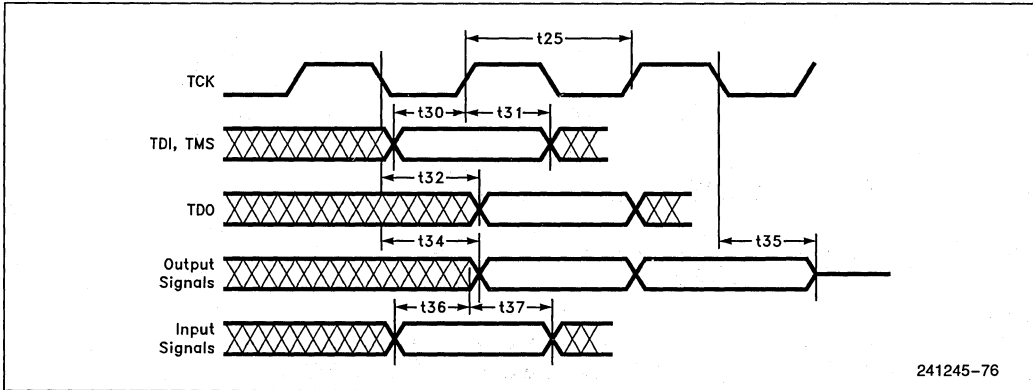 t25
TCK
t30 t31
TDI, TMS
t32
TDO
t34 t35
Output
Signals
t36 t37
Input
Signals
241245-76